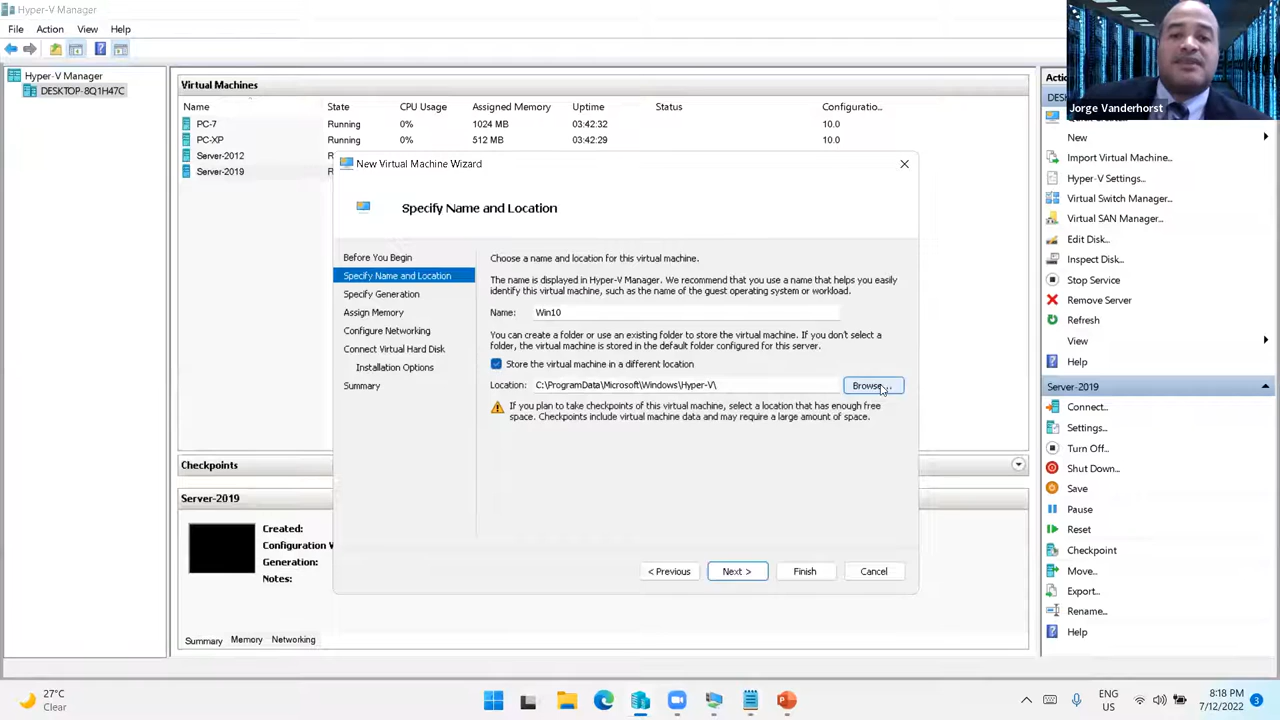 Hyper-V Manager
File Action View Help
Hyper-V Manager
DESKTOP-8Q1H47C
Virtual Machines
Name State CPU Usage Assigned Memory Uptime Status Configuratio...
PC-7 Running 0% 1024 MB 03:42:32 10.0
PC-XP Running 0% 512 MB 03:42:29 10.0
Server-2012
Server-2019
New Virtual Machine Wizard
Specify Name and Location
Before You Begin
Specify Name and Location
Specify Generation
Assign Memory
Configure Networking
Connect Virtual Hard Disk
Installation Options
Summary
Choose a name and location for this virtual machine.
The name is displayed in Hyper-V Manager. We recommend that you use a name that helps you easily
identify this virtual machine, such as the name of the guest operating system or workload.
Name: Win10
You can create a folder or use an existing folder to store the virtual machine. If you don't select a
folder, the virtual machine is stored in the default folder configured for this server.
Store the virtual machine in a different location
Location: C:\ProgramData\Microsoft\Windows\Hyper-V\ Browse...
If you plan to take checkpoints of this virtual machine, select a location that has enough free
space. Checkpoints include virtual machine data and may require a large amount of space.
< Previous Next > Finish Cancel
Checkpoints
Server-2019
Created:
Configuration
Generation:
Notes:
Summary Memory Networking
Jorge Vanderhorst
New
Import Virtual Machine...
Hyper-V Settings...
Virtual Switch Manager...
Virtual SAN Manager...
Edit Disk...
Inspect Disk...
Stop Service
Remove Server
Refresh
View
Help
Server-2019
Connect...
Settings...
Turn Off...
Shut Down...
Save
Pause
Reset
Checkpoint
Move...
Export...
Rename...
Help
27°C
Clear
ENG
US
8:18 PM
7/12/2022
3